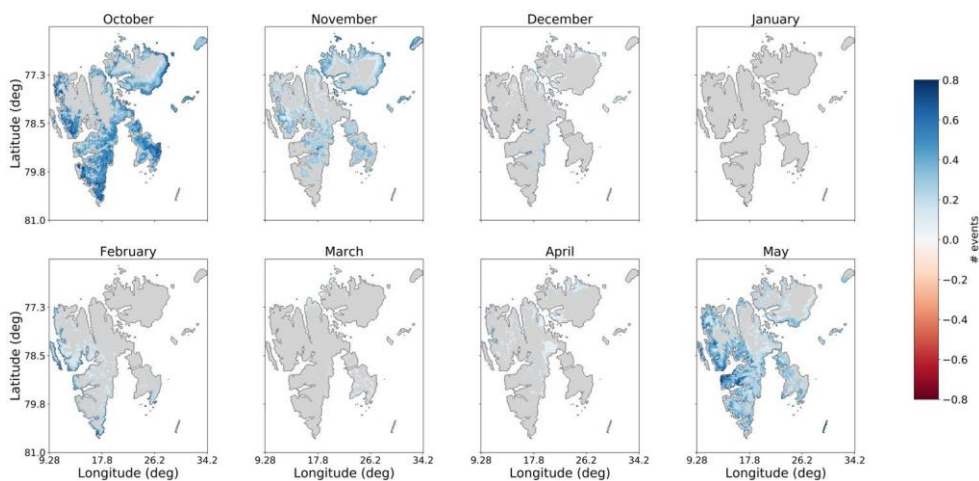 October
November
December
January
Latitude (deg)
77.3
78.5
79.8
81.0
February
March
April
May
Latitude (deg)
77.3
78.5
79.8
81.0
9.28 17.8 26.2 34.2
9.28 17.8 26.2 34.2
9.28 17.8 26.2 34.2
9.28 17.8 26.2 34.2
Longitude (deg)
Longitude (deg)
Longitude (deg)
Longitude (deg)
0.8
0.6
0.4
0.2
0.0
−0.2
−0.4
−0.6
−0.8
# events